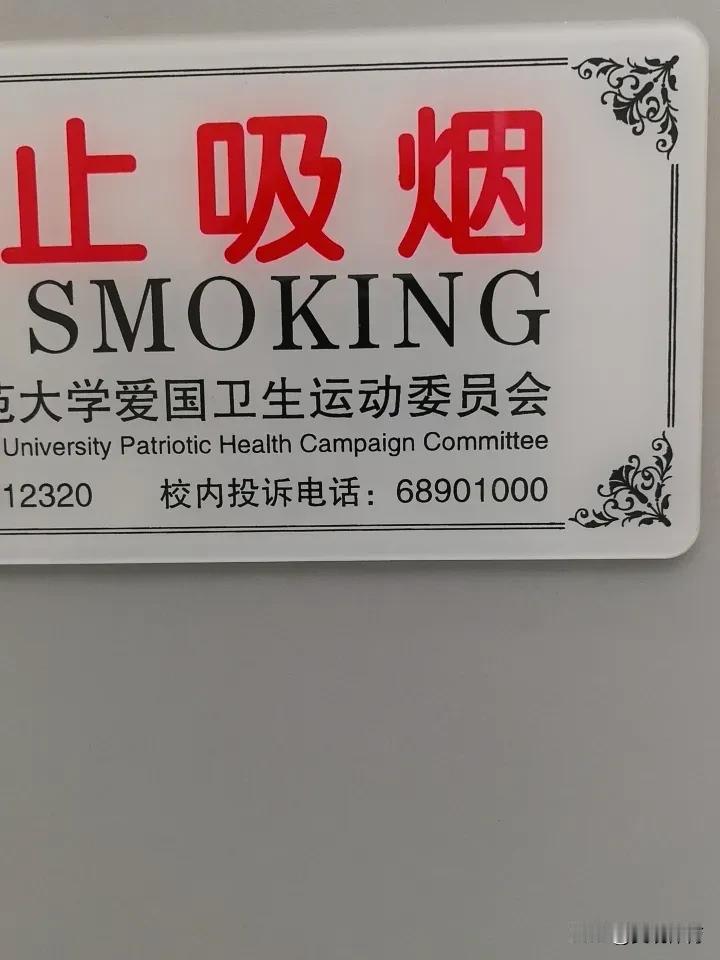 止吸烟
SMOKING
范大学爱国卫生运动委员会
University Patriotic Health Campaign Committee
12320 校内投诉电话：68901000